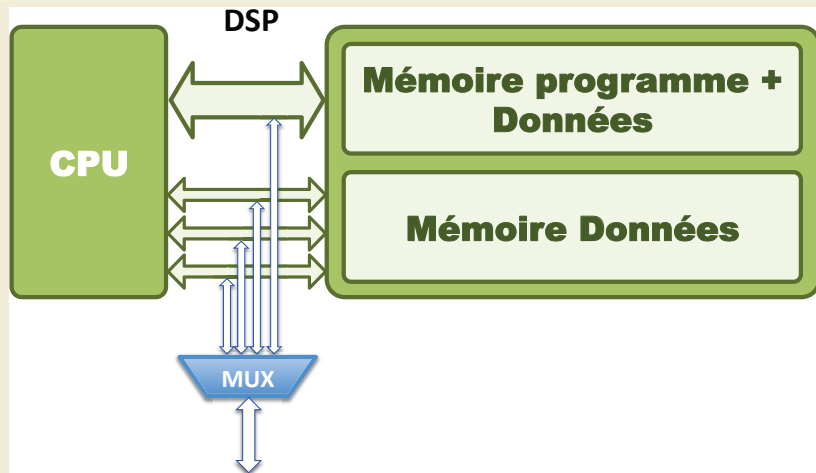 DSP
CPU
Mémoire programme +
Données
Mémoire Données
MUX